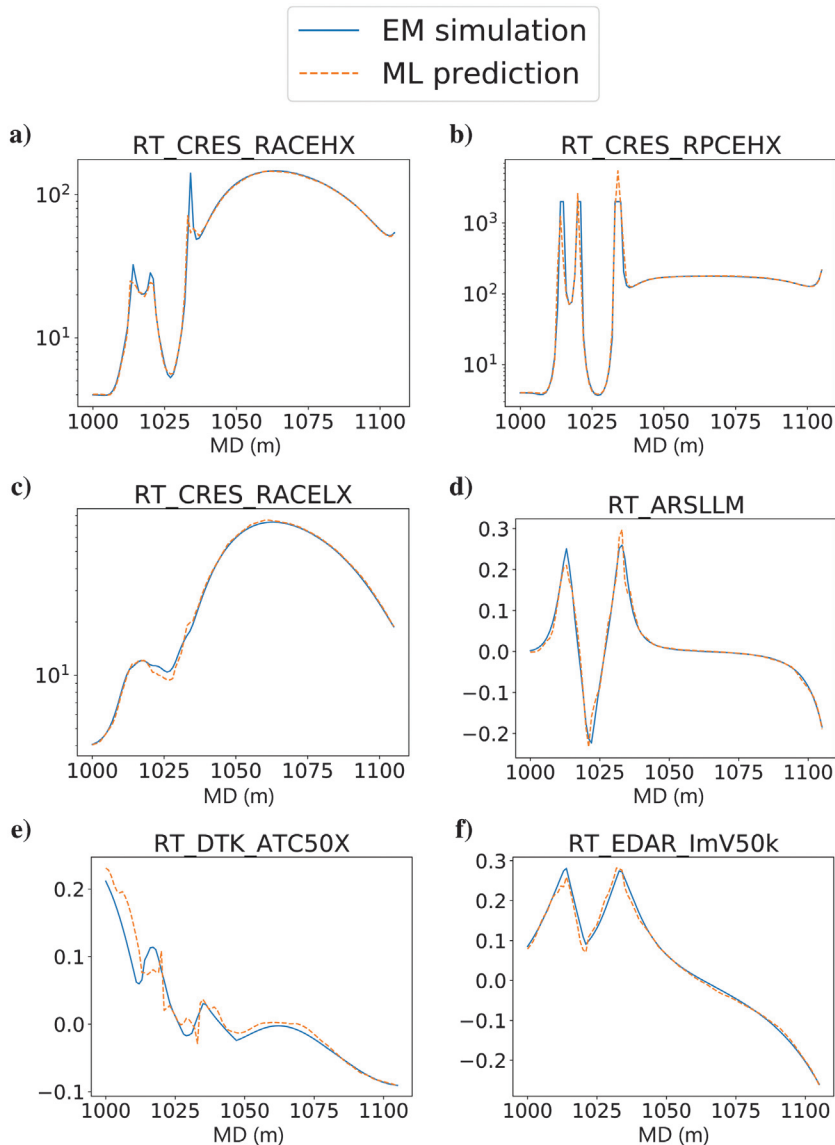 EM simulation
ML prediction
a)
RT_CRES_RACEHX
10²
10¹
1000 1025 1050 1075 1100
MD (m)
b)
RT_CRES_RPCEHX
10³
10²
10¹
1000 1025 1050 1075 1100
MD (m)
c)
RT_CRES_RACELX
10¹
1000 1025 1050 1075 1100
MD (m)
d)
RT_ARSLLM
0.3
0.2
0.1
0.0
−0.1
−0.2
1000 1025 1050 1075 1100
MD (m)
e)
RT_DTK_ATC50X
0.2
0.1
0.0
−0.1
1000 1025 1050 1075 1100
MD (m)
f)
RT_EDAR_ImV50k
0.3
0.2
0.1
0.0
−0.1
−0.2
1000 1025 1050 1075 1100
MD (m)